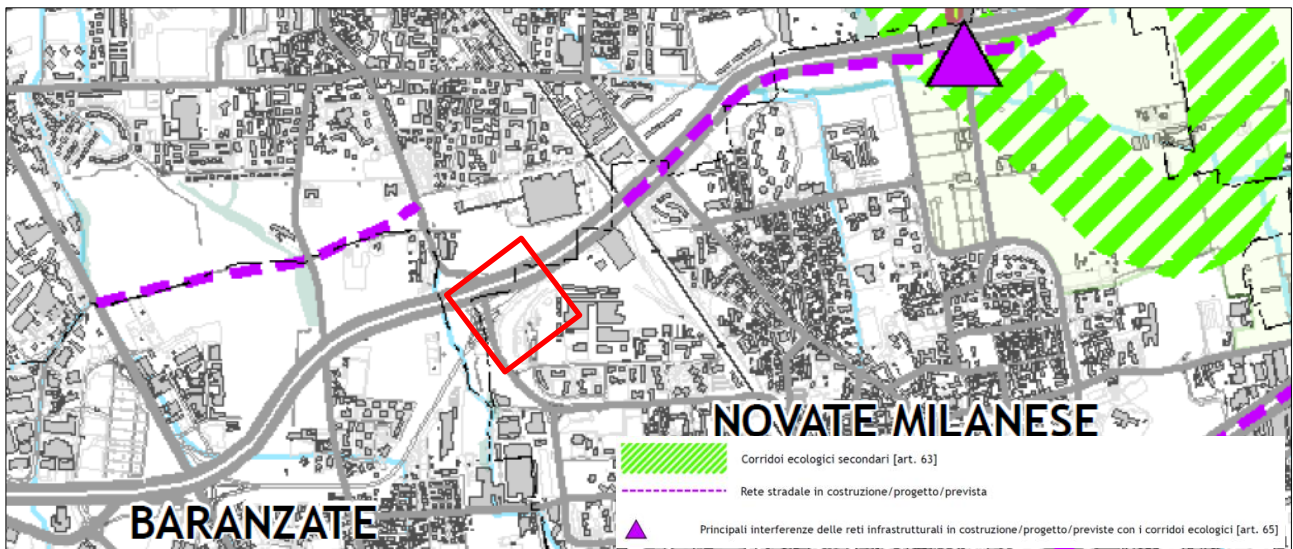 NOVATE MILANESE
BARANZATE
Corridoi ecologici secondari [art. 63]
Rete stradale in costruzione/progetto/prevista
Principali interferenze delle reti infrastrutturali in costruzione/progetto/previste con i corridoi ecologici [art. 65]